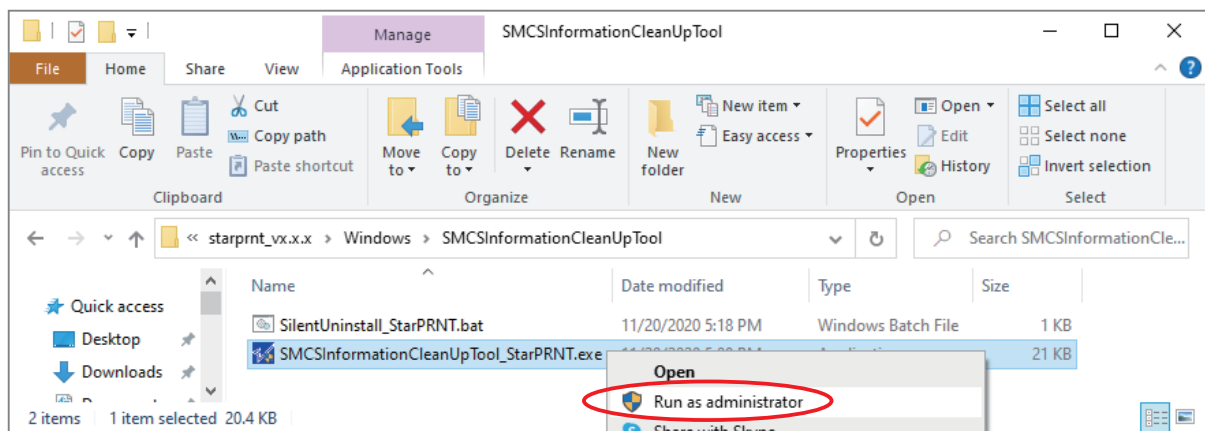 Manage SMCSInformationCleanUpTool
File Home Share View Application Tools
Pin to Quick access
Copy
Paste
Cut
Copy path
Paste shortcut
Clipboard
Move to
Copy to
Delete
Rename
Organize
New folder
New item
Easy access
New
Properties
Open
Edit
History
Open
Select all
Select none
Invert selection
Select
« starprnt_vx.x.x > Windows > SMCSInformationCleanUpTool
Search SMCSInformationCle...
Name Date modified Type Size
Quick access
Desktop
Downloads
SilentUninstall_StarPRNT.bat 11/20/2020 5:18 PM Windows Batch File 1 KB
SMCSInformationCleanUpTool_StarPRNT.exe 21 KB
Open
Run as administrator
Share with Skype
2 items 1 item selected 20.4 KB